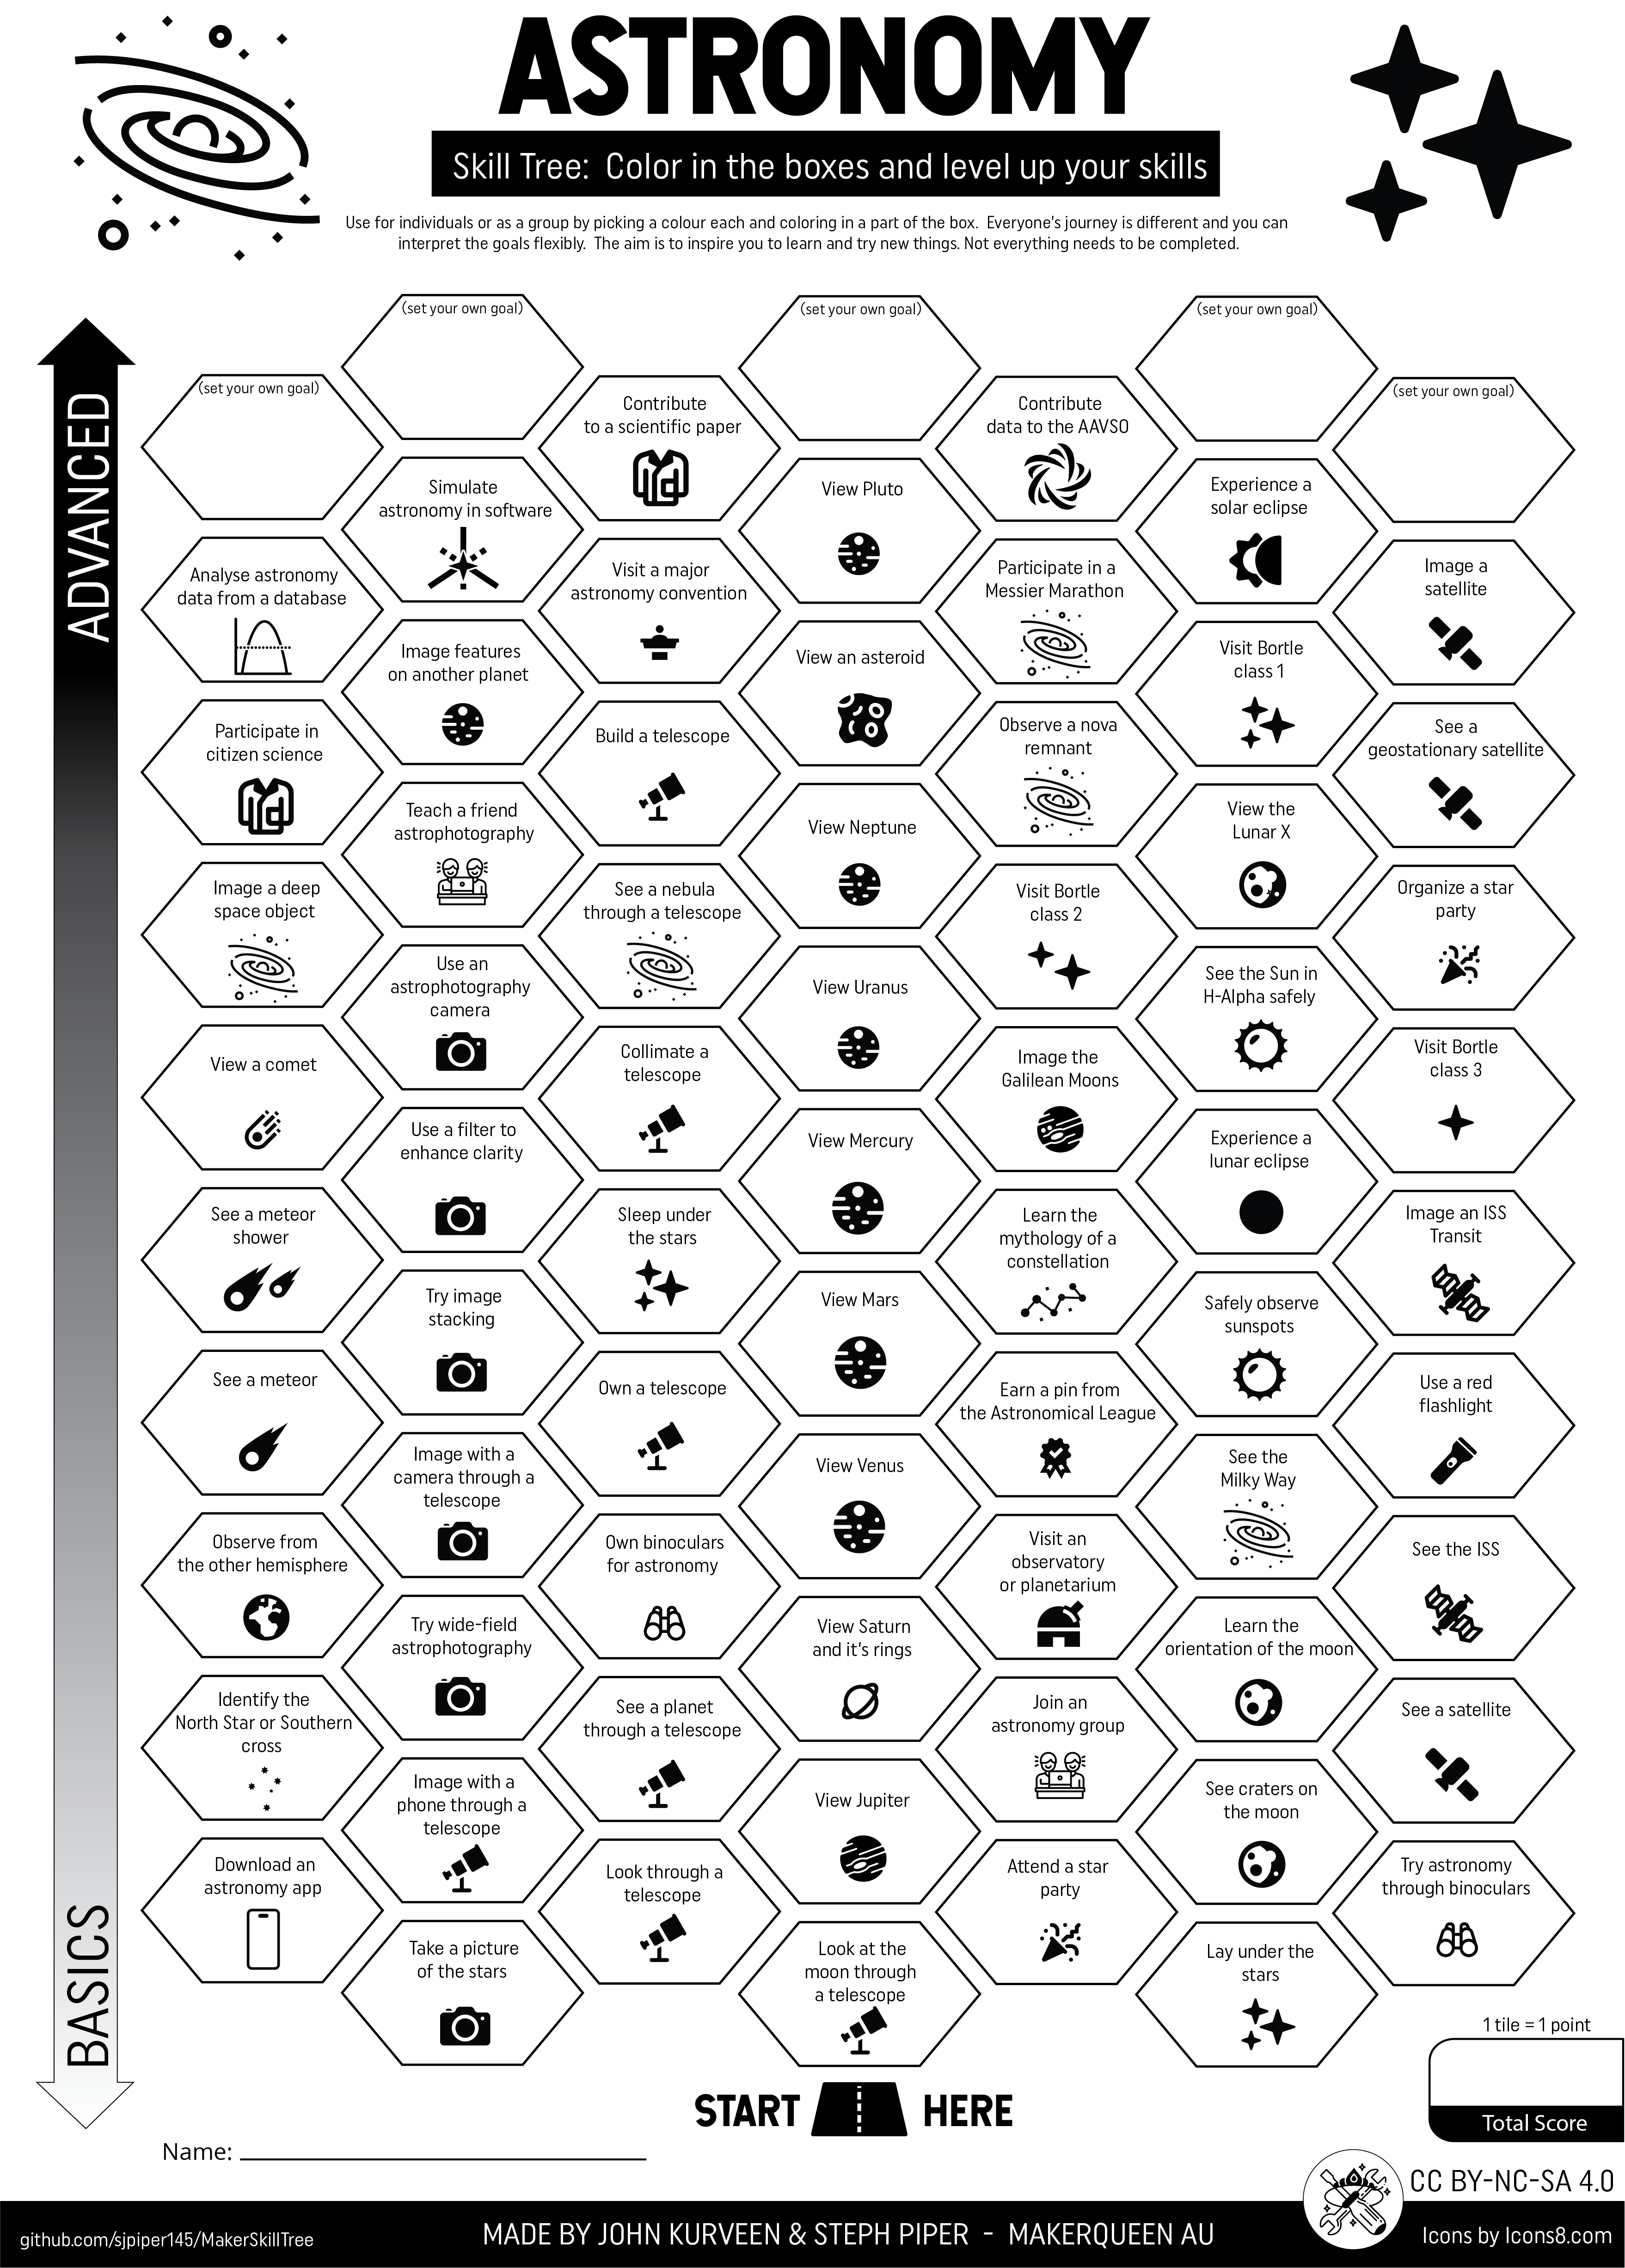 ASTRONOMY
Skill Tree: Color in the boxes and level up your skills
Use for individuals or as a group by picking a colour each and coloring in a part of the box. Everyone's journey is different and you can
interpret the goals flexibly. The aim is to inspire you to learn and try new things. Not everything needs to be completed.
ADVANCED
BASICS
(set your own goal)
(set your own goal)
(set your own goal)
(set your own goal)
(set your own goal)
Contribute
to a scientific paper
Contribute
data to the AAVSO
Simulate
astronomy in software
View Pluto
Experience a
solar eclipse
Analyse astronomy
data from a database
Visit a major
astronomy convention
Participate in a
Messier Marathon
Image a
satellite
Image features
on another planet
View an asteroid
Visit Bortle
class 1
Participate in
citizen science
Build a telescope
Observe a nova
remnant
See a
geostationary satellite
Teach a friend
astrophotography
View Neptune
View the
Lunar X
Image a deep
space object
See a nebula
through a telescope
Visit Bortle
class 2
Organize a star
party
Use an
astrophotography
camera
View Uranus
See the Sun in
H-Alpha safely
View a comet
Collimate a
telescope
Image the
Galilean Moons
Visit Bortle
class 3
Use a filter to
enhance clarity
View Mercury
Experience a
lunar eclipse
See a meteor
shower
Sleep under
the stars
Learn the
mythology of a
constellation
Image an ISS
Transit
Try image
stacking
View Mars
Safely observe
sunspots
See a meteor
Own a telescope
Earn a pin from
the Astronomical League
Use a red
flashlight
Image with a
camera through a
telescope
View Venus
See the
Milky Way
Observe from
the other hemisphere
Own binoculars
for astronomy
Visit an
observatory
or planetarium
See the ISS
Try wide-field
astrophotography
View Saturn
and it's rings
Learn the
orientation of the moon
Identify the
North Star or Southern
cross
See a planet
through a telescope
Join an
astronomy group
See a satellite
Image with a
phone through a
telescope
View Jupiter
See craters on
the moon
Download an
astronomy app
Look through a
telescope
Attend a star
party
Try astronomy
through binoculars
Take a picture
of the stars
Look at the
moon through
a telescope
Lay under the
stars
1 tile = 1 point
Total Score
START HERE
Name:
CC BY-NC-SA 4.0
github.com/sjpiper145/MakerSkillTree
MADE BY JOHN KURVEEN & STEPH PIPER - MAKERQUEEN AU
Icons by Icons8.com